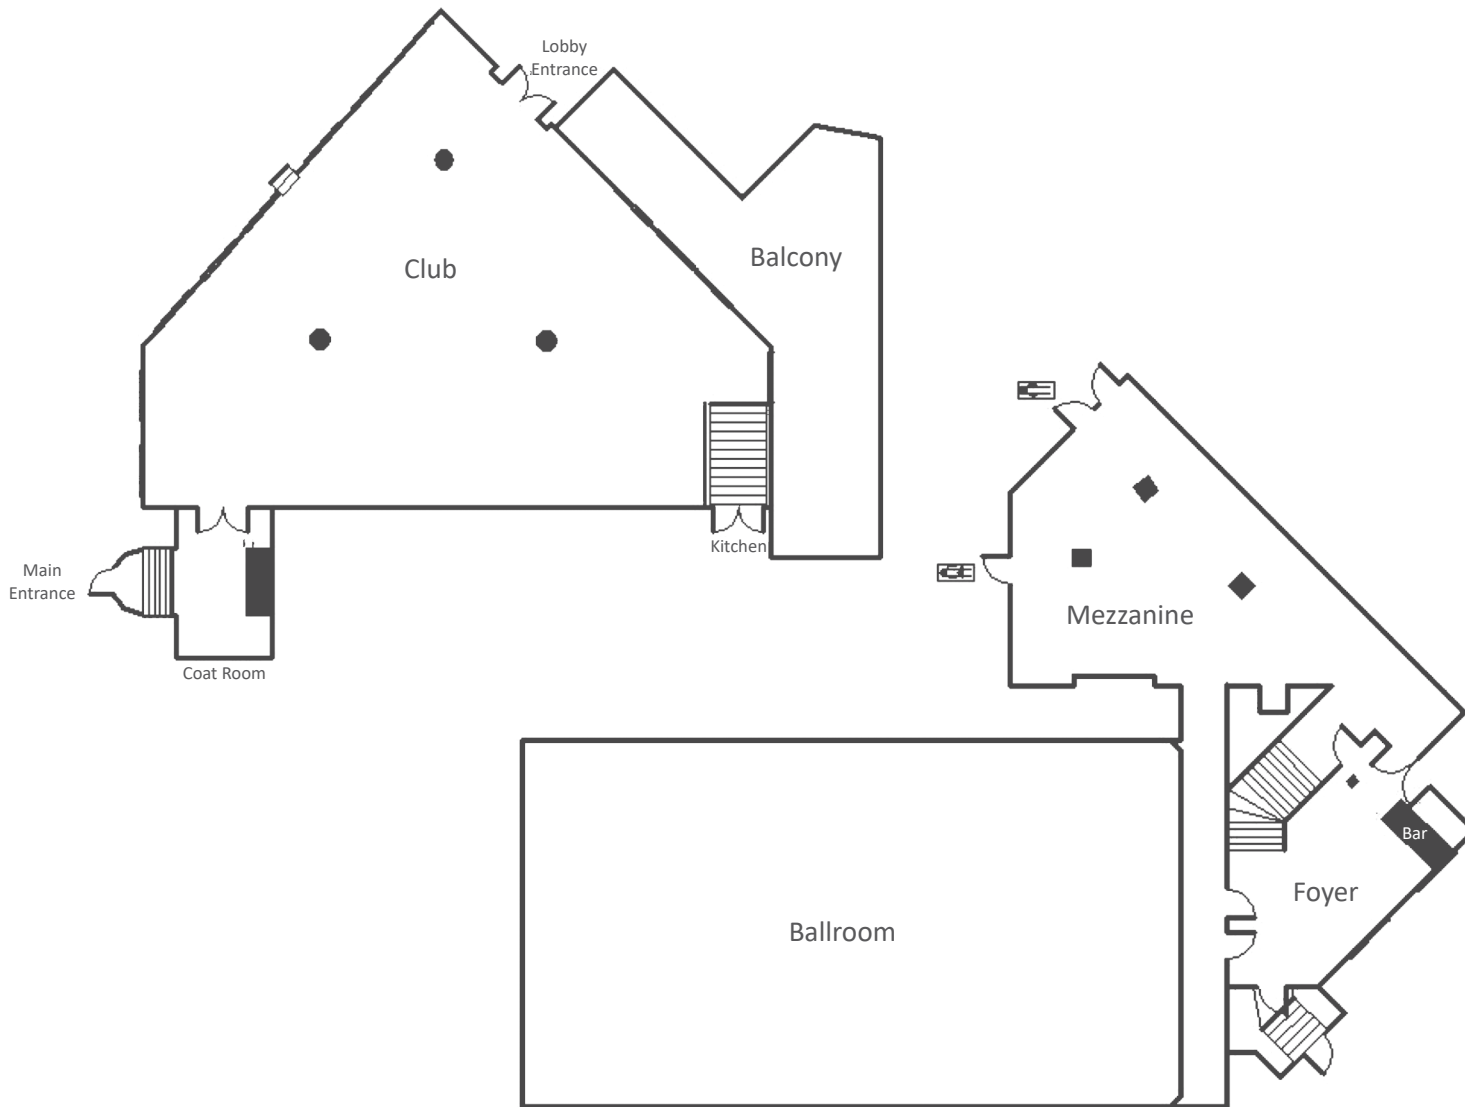 Lobby
Entrance
Club
Balcony
Kitchen
Main
Entrance
Coat Room
Mezzanine
Bar
Foyer
Ballroom